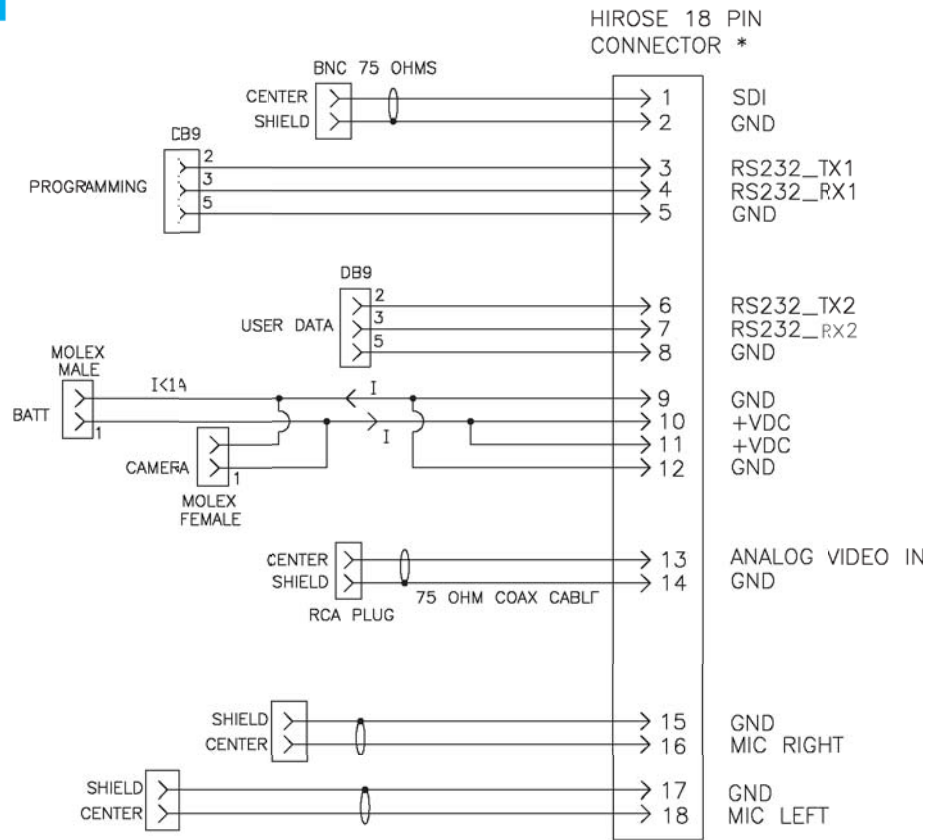 HIROSE 18 PIN
CONNECTOR *
BNC 75 OHMS
CENTER
SHIELD
1 SDI
2 GND
DB9
PROGRAMMING
2
3
5
3 RS232_TX1
4 RS232_RX1
5 GND
DB9
USER DATA
2
3
5
6 RS232_TX2
7 RS232_RX2
8 GND
MOLEX
MALE
BATT
1
I<1A
I
I
9 GND
10 +VDC
11 +VDC
12 GND
CAMERA
1
MOLEX
FEMALE
CENTER
SHIELD
RCA PLUG
75 OHM COAX CABLE
13 ANALOG VIDEO IN
14 GND
SHIELD
CENTER
15 GND
16 MIC RIGHT
SHIELD
CENTER
17 GND
18 MIC LEFT